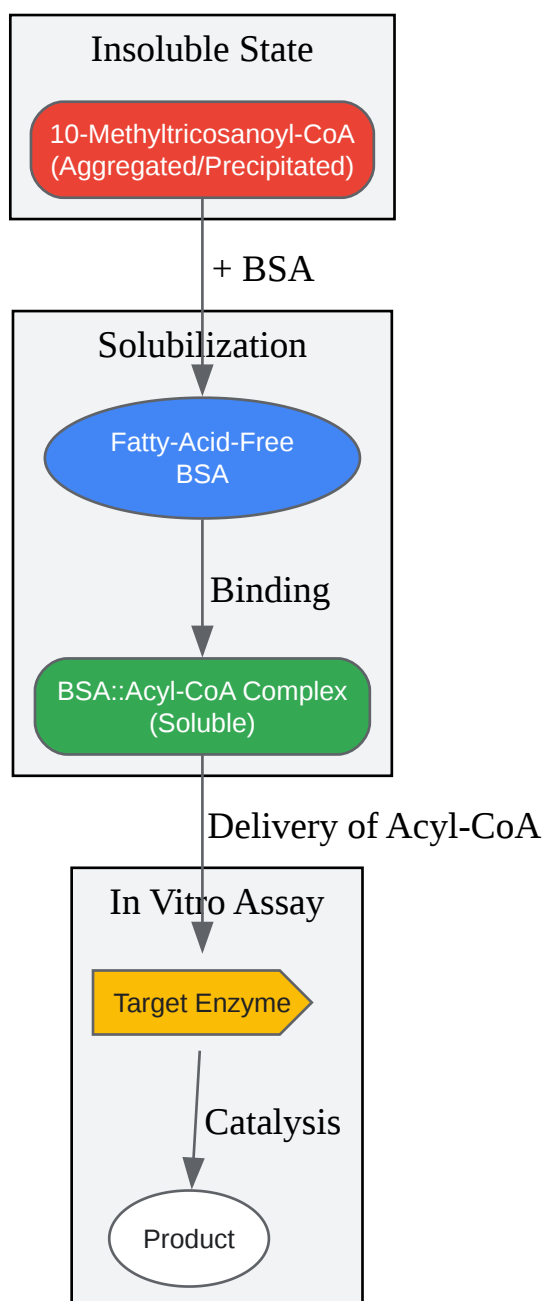 Insoluble State
10-Methyltricosanoyl-CoA
(Aggregated/Precipitated)
+ BSA
Solubilization
Fatty-Acid-Free
BSA
Binding
BSA::Acyl-CoA Complex
(Soluble)
Delivery of Acyl-CoA
In Vitro Assay
Target Enzyme
Catalysis
Product